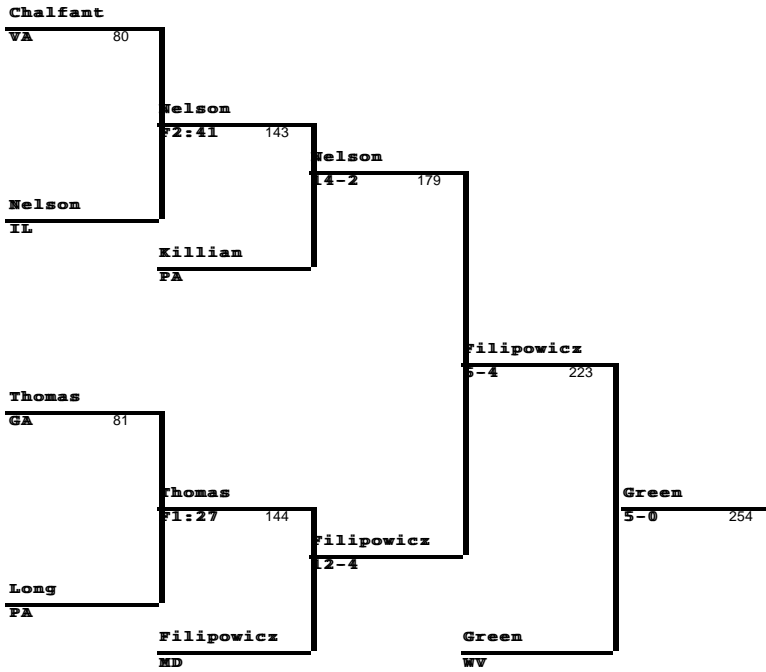 Chalfant
VA 80
Nelson
F2:41 143
Nelson
14-2 179
Nelson
IL
Killian
PA
Filipowicz
6-4 223
Thomas
GA 81
Thomas
F1:27 144
Green
5-0 254
Filipowicz
12-4
Long
PA
Filipowicz
MD
Green
WV